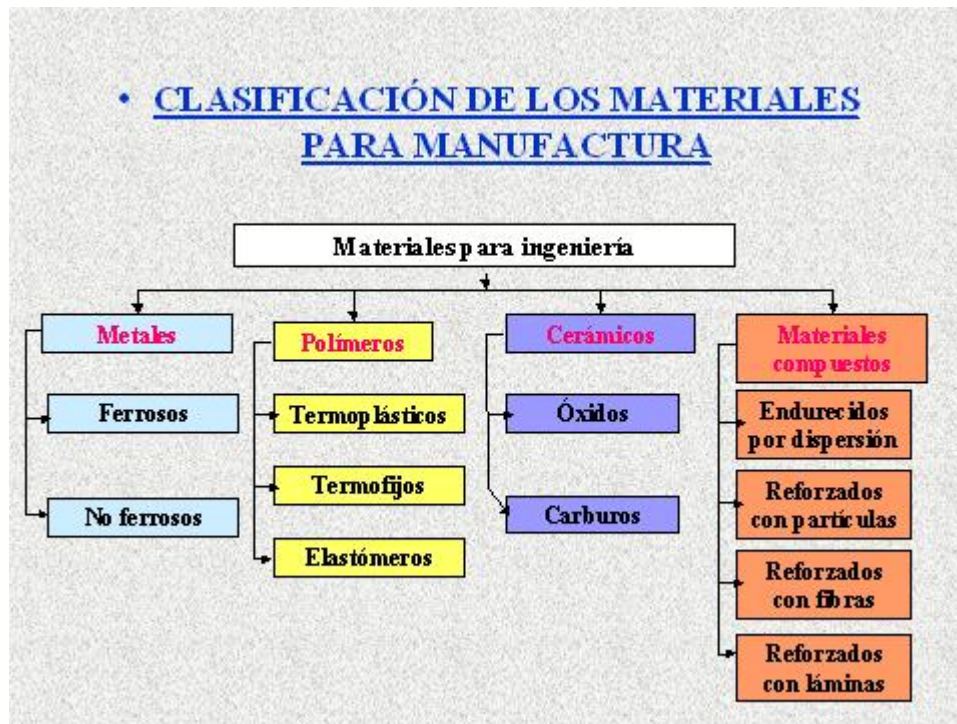 • CLASIFICACIÓN DE LOS MATERIALES
PARA MANUFACTURA
Materiales para ingeniería
Metales
Ferrosos
No ferrosos
Polímeros
Termoplásticos
Termofijos
Elastómeros
Cerámicos
Óxidos
Carburos
Materiales
compuestos
Endurecidos
por dispersión
Reforzados
con partículas
Reforzados
con fibras
Reforzados
con láminas